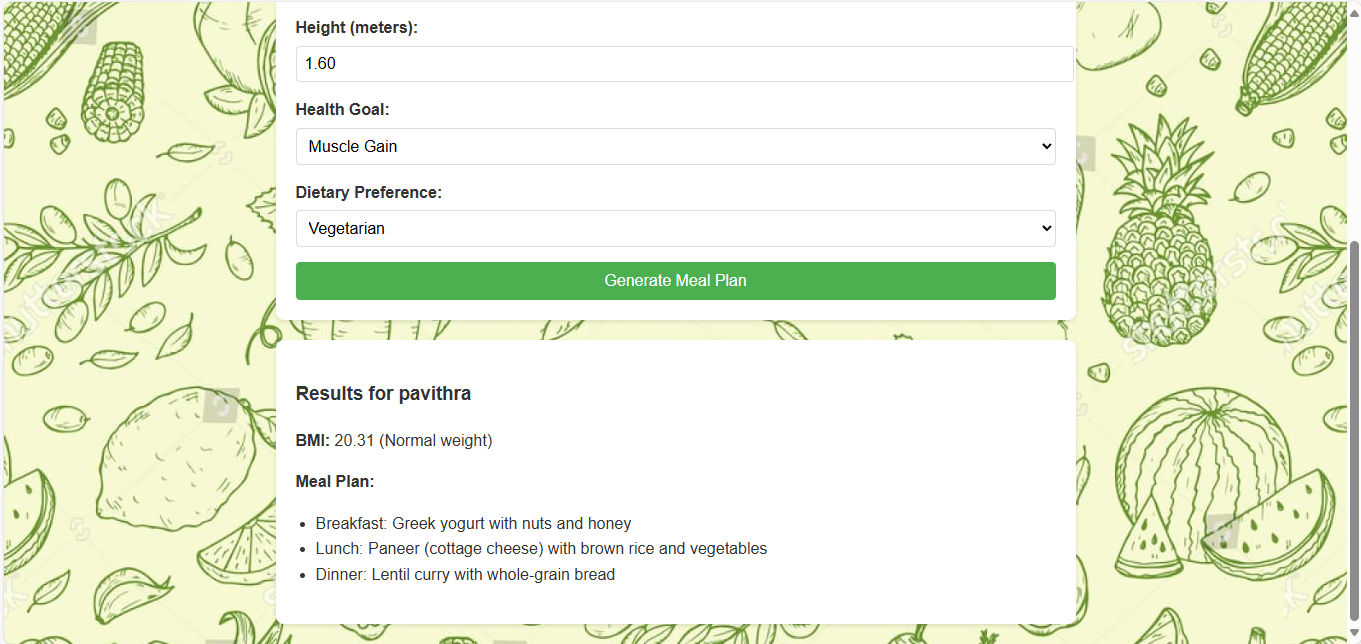 Height (meters):
1.60
Health Goal:
Muscle Gain
Dietary Preference:
Vegetarian
Generate Meal Plan
Results for pavithra
BMI: 20.31 (Normal weight)
Meal Plan:
• Breakfast: Greek yogurt with nuts and honey
• Lunch: Paneer (cottage cheese) with brown rice and vegetables
• Dinner: Lentil curry with whole-grain bread